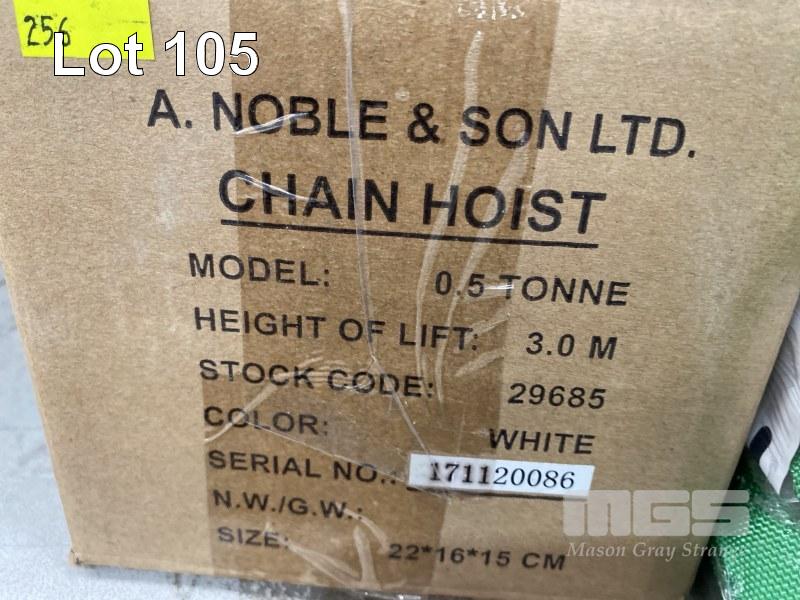 256
Lot 105
A. NOBLE & SON LTD.
CHAIN HOIST
MODEL: 0.5 TONNE
HEIGHT OF LIFT: 3.0 M
STOCK CODE: 29685
COLOR: WHITE
SERIAL NO.: 171120086
N.W./G.W.:
SIZE: 22*16*15 CM
MGS
Mason Gray Strange